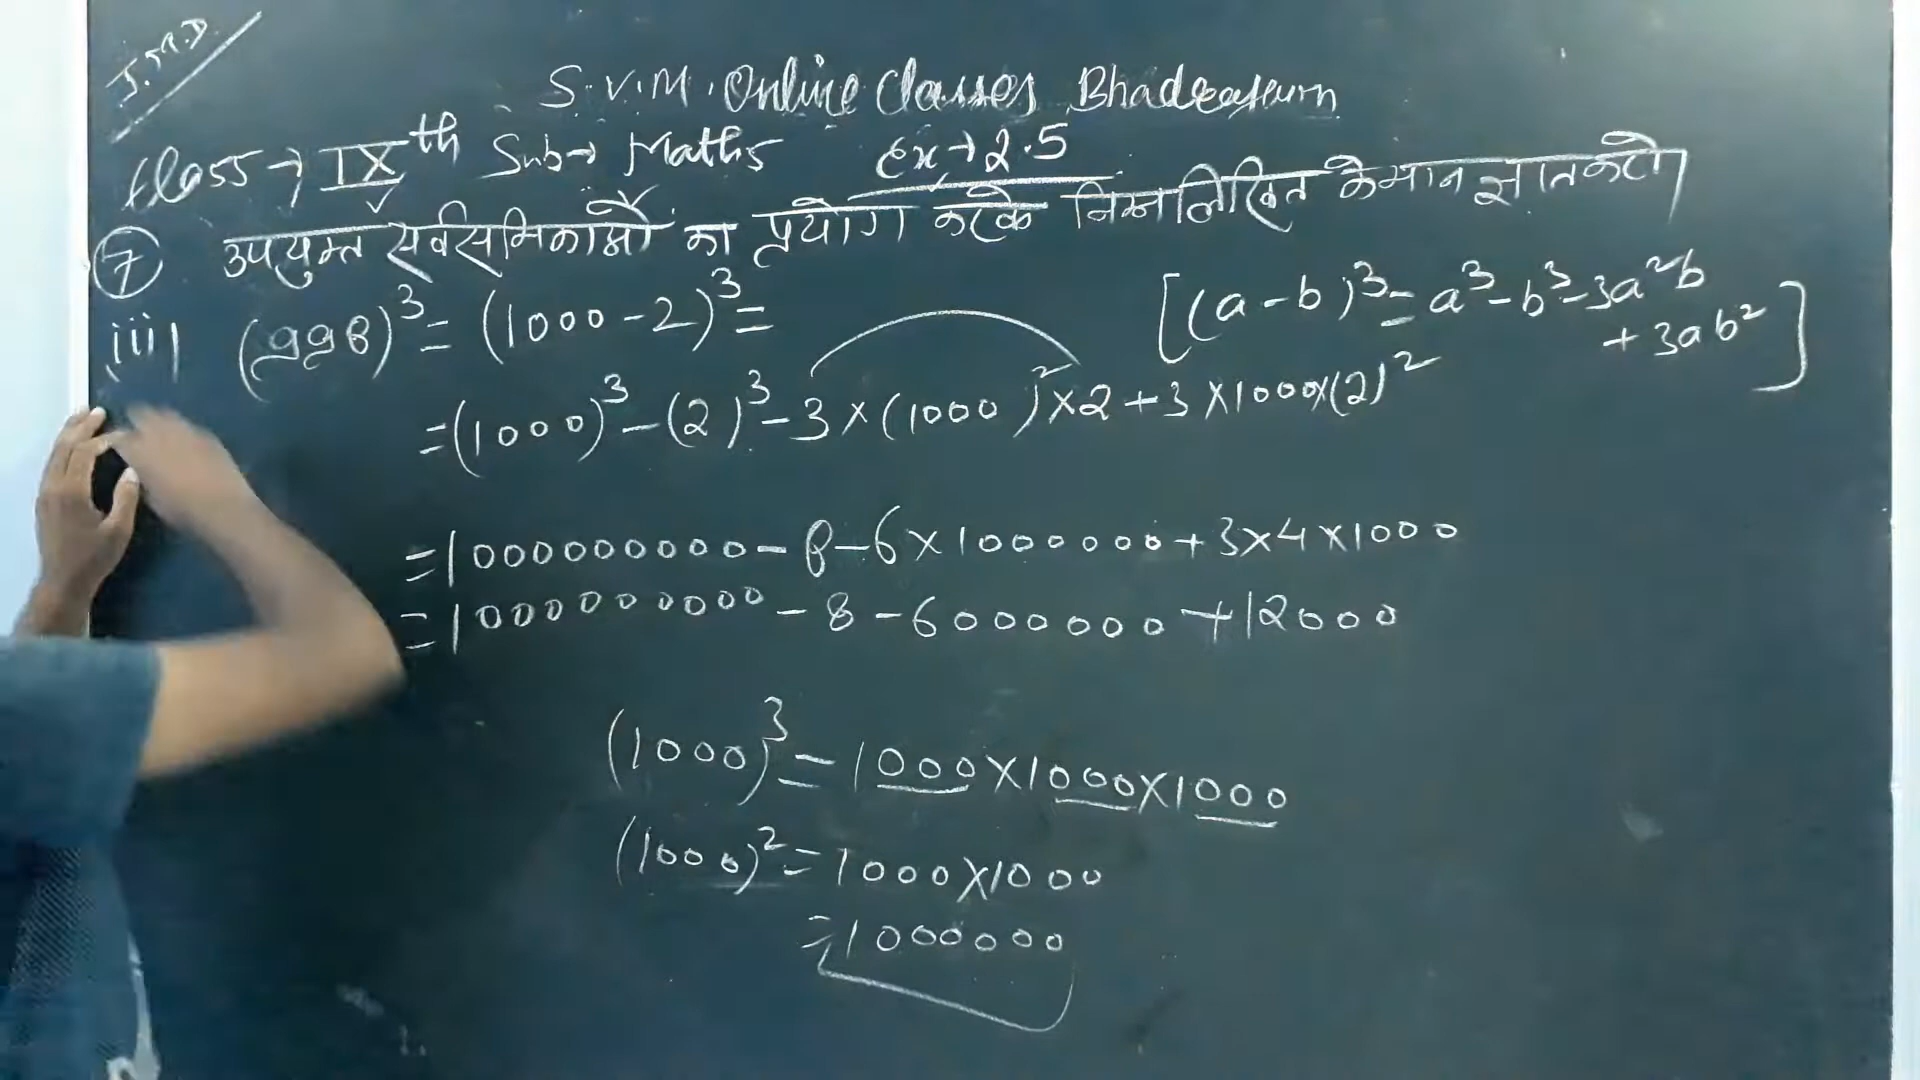 J.M.D.
S.V.M. Online Classes Bhadrapurn
Class → IXth Sub→ Maths Ex→2.5
7 उपयुक्त सर्वसमिकाओं का प्रयोग करके निम्नलिखित के मान ज्ञात करो।
iii) (998)³ = (1000-2)³ = [(a-b)³ = a³-b³-3a²b
+3ab²]
=(1000)³-(2)³-3×(1000)²×2+3×1000×(2)²
=1000000000-8-6×1000000+3×4×1000
=1000000000-8-6000000+12000
(1000)³=1000×1000×1000
(1000)²=1000×1000
=1000000